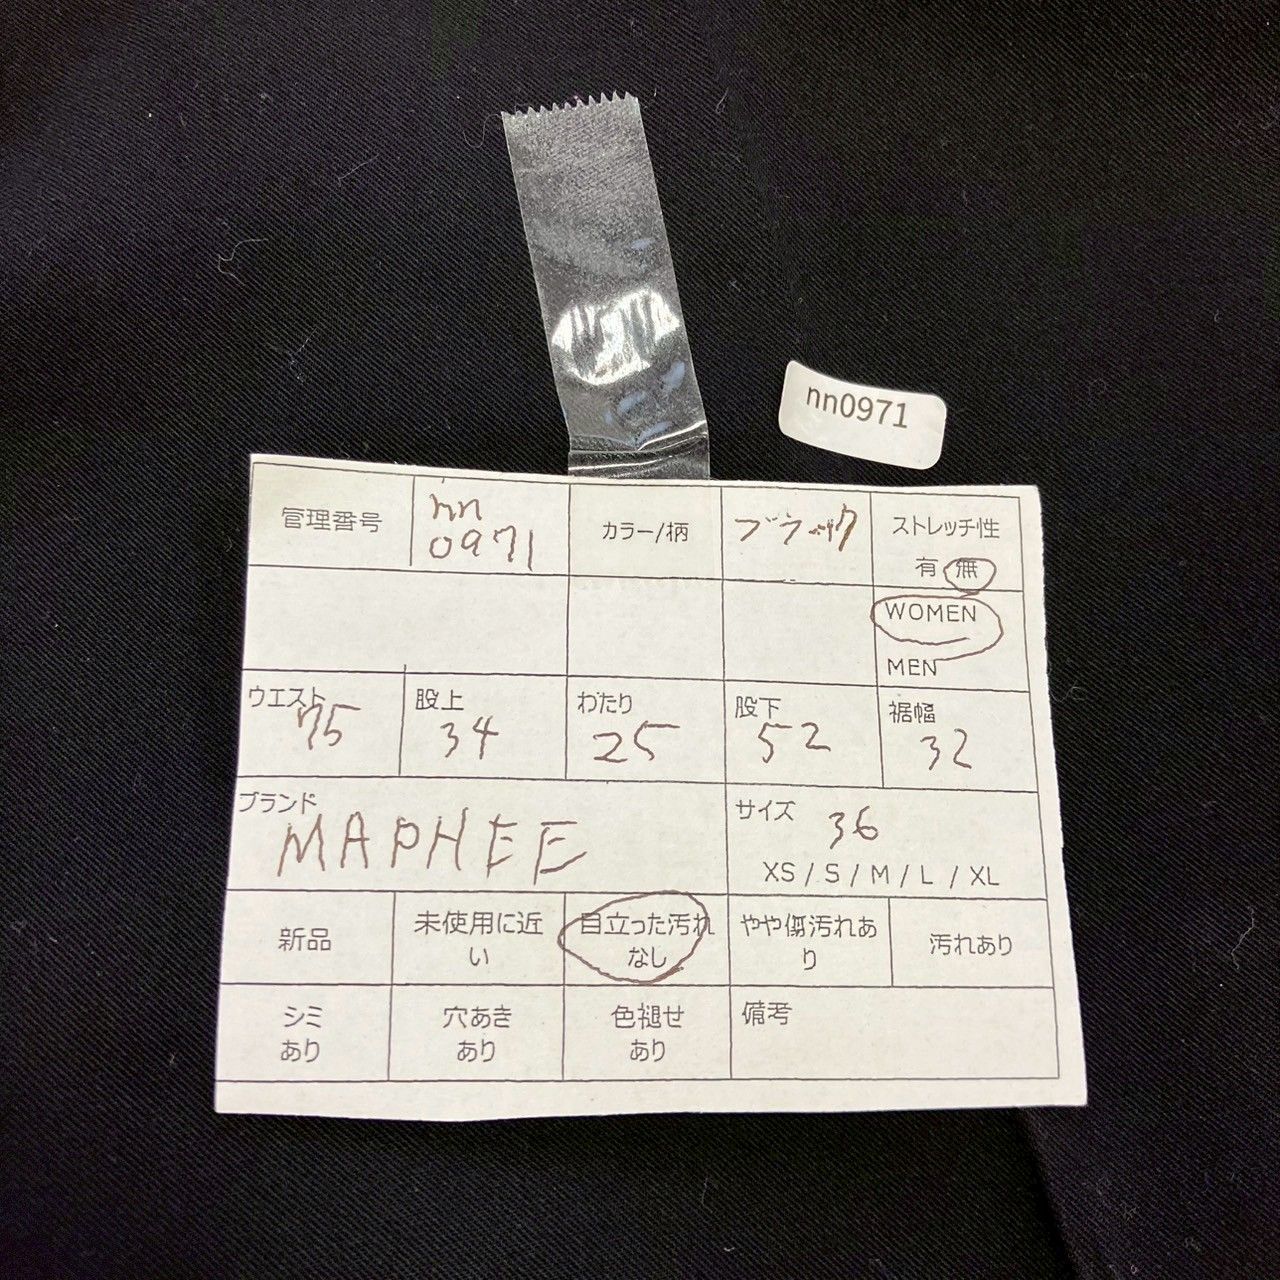 nn0971
管理番号
nn
0971
カラー/柄
ブラック
ストレッチ性
有 無
WOMEN
MEN
ウエスト
75
股上
34
わたり
25
股下
52
裾幅
32
ブランド
MAPHEE
サイズ
36
XS / S / M / L / XL
新品
未使用に近
い
目立った汚れ
なし
やや傷汚れあ
り
汚れあり
シミ
あり
穴あき
あり
色褪せ
あり
備考